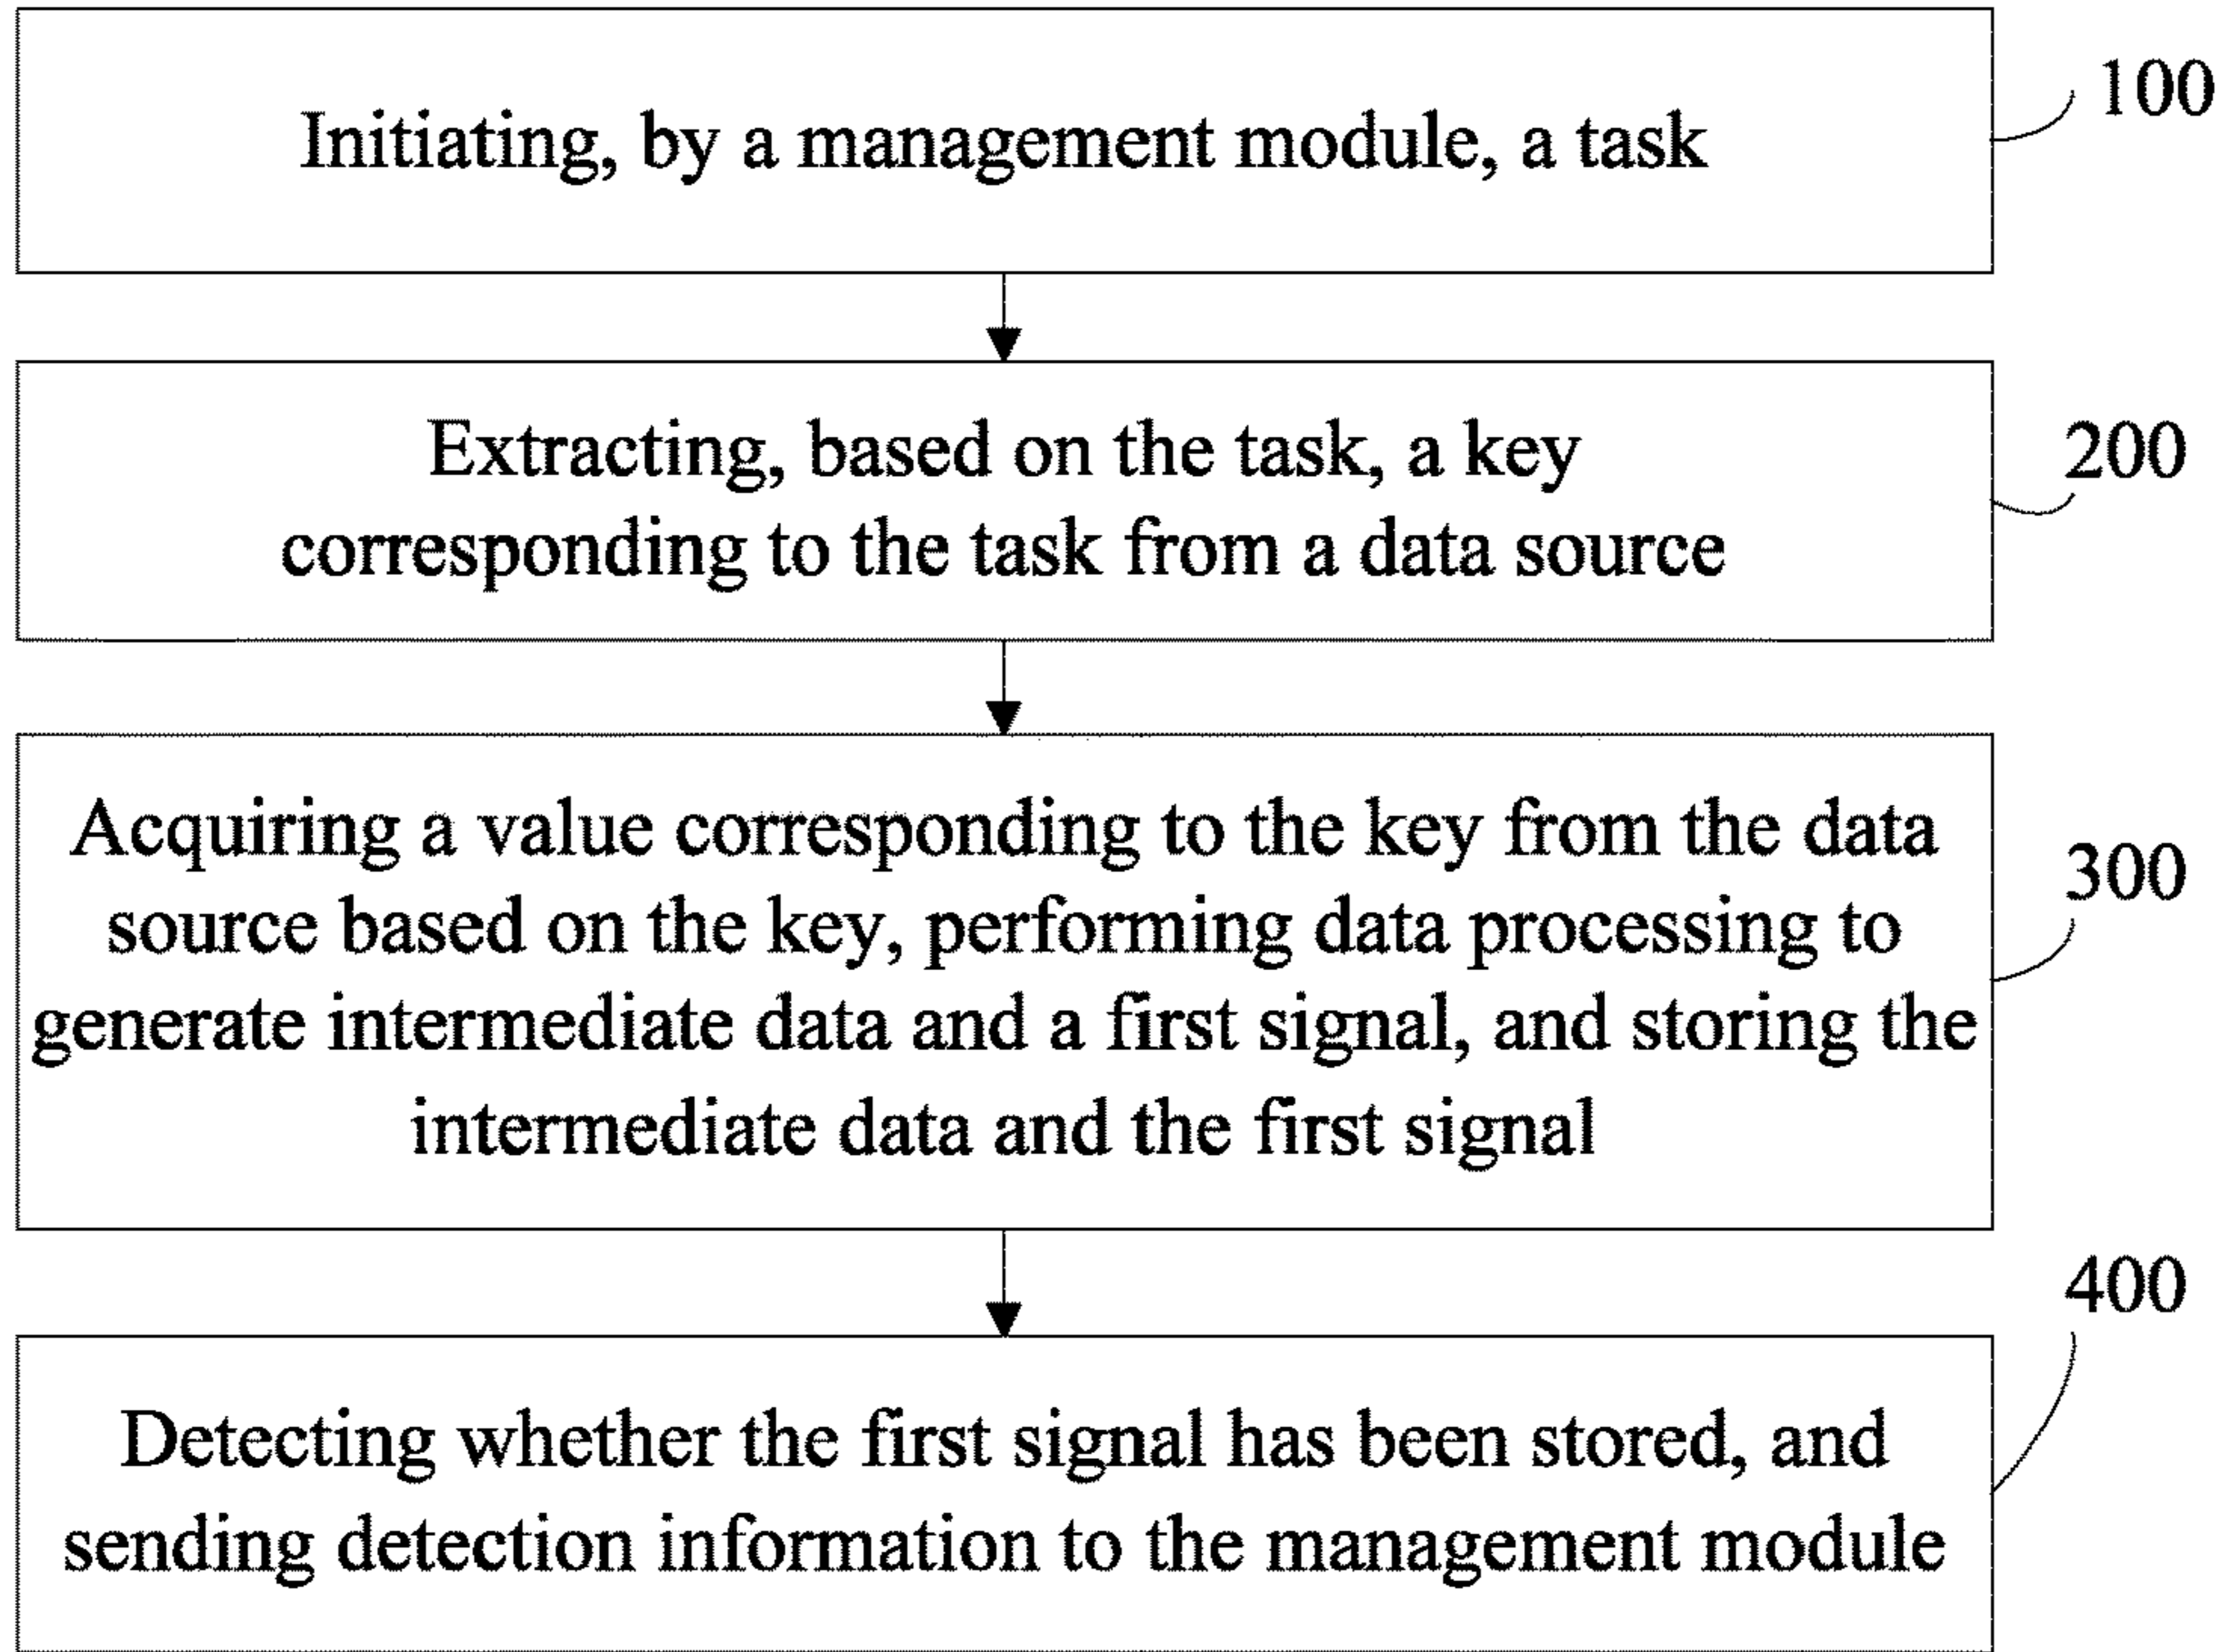 Initiating, by a management module, a task
100
Extracting, based on the task, a key
corresponding to the task from a data source
200
Acquiring a value corresponding to the key from the data
source based on the key, performing data processing to
generate intermediate data and a first signal, and storing the
intermediate data and the first signal
300
Detecting whether the first signal has been stored, and
sending detection information to the management module
400